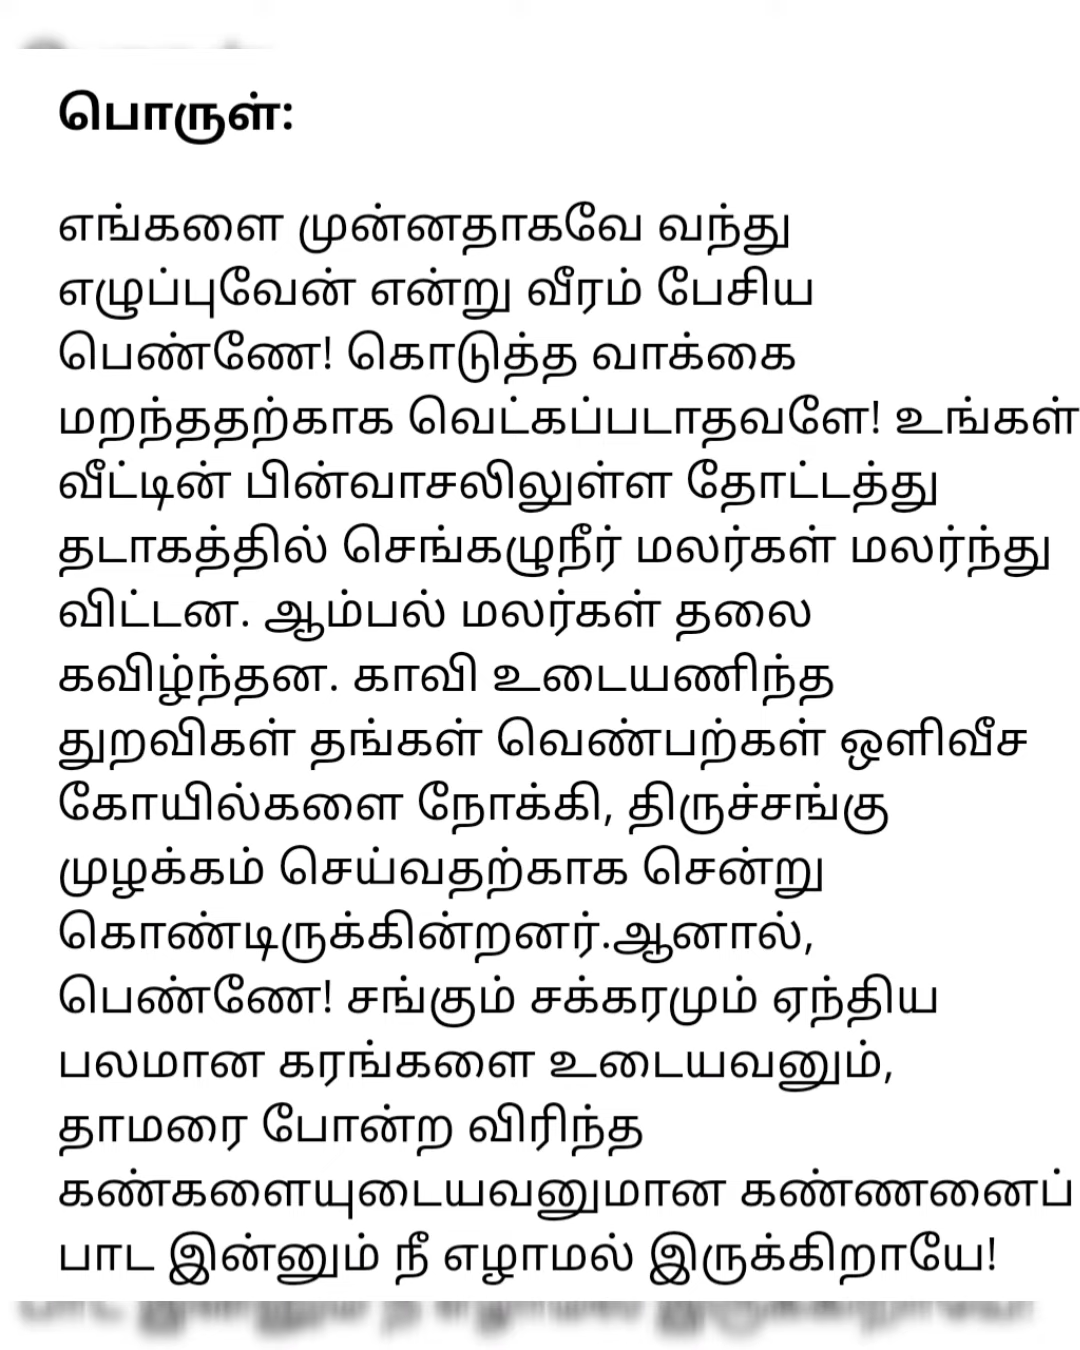 பொருள்:
எங்களை முன்னதாகவே வந்து
எழுப்புவேன் என்று வீரம் பேசிய
பெண்ணே! கொடுத்த வாக்கை
மறந்ததற்காக வெட்கப்படாதவளே! உங்கள்
வீட்டின் பின்வாசலிலுள்ள தோட்டத்து
தடாகத்தில் செங்கழுநீர் மலர்கள் மலர்ந்து
விட்டன. ஆம்பல் மலர்கள் தலை
கவிழ்ந்தன. காவி உடையணிந்த
துறவிகள் தங்கள் வெண்பற்கள் ஒளிவீச
கோயில்களை நோக்கி, திருச்சங்கு
முழக்கம் செய்வதற்காக சென்று
கொண்டிருக்கின்றனர்.ஆனால்,
பெண்ணே! சங்கும் சக்கரமும் ஏந்திய
பலமான கரங்களை உடையவனும்,
தாமரை போன்ற விரிந்த
கண்களையுடையவனுமான கண்ணனைப்
பாட இன்னும் நீ எழாமல் இருக்கிறாயே!